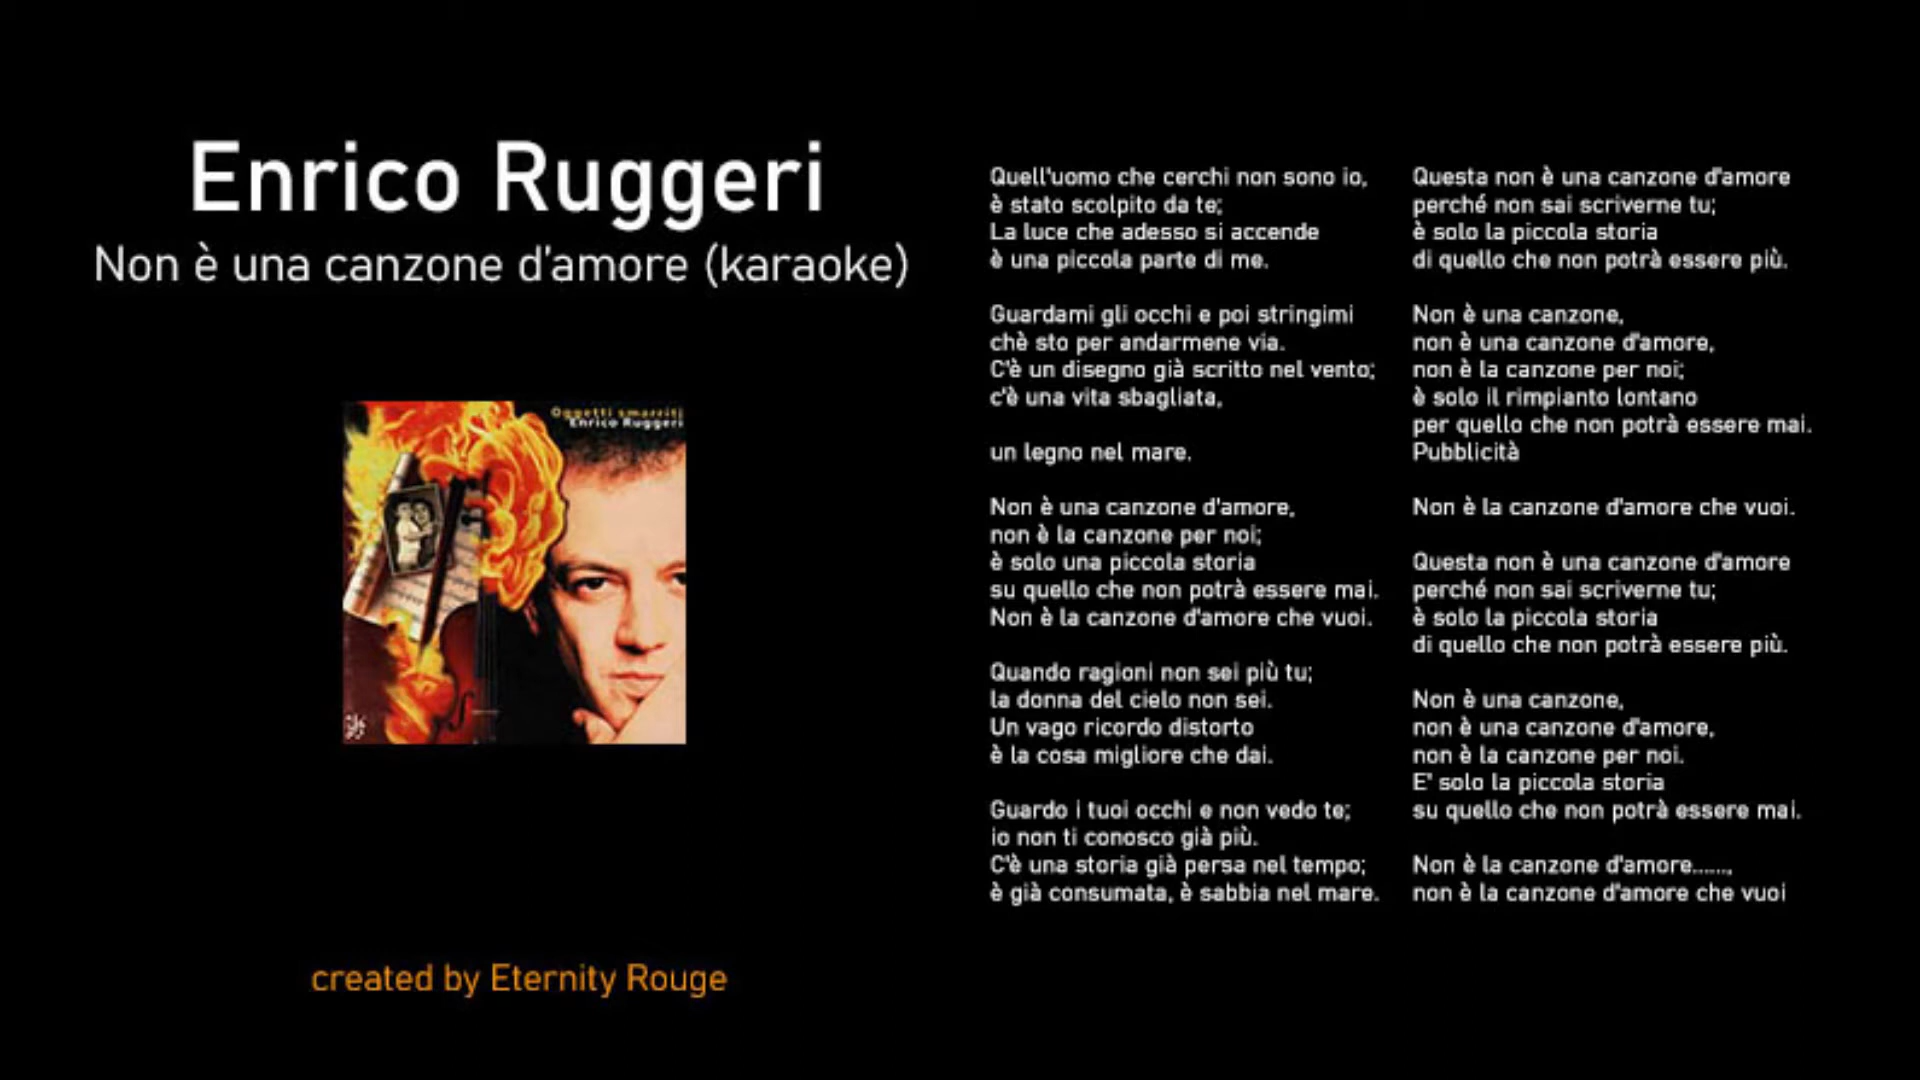 Enrico Ruggeri
Non è una canzone d'amore (karaoke)
Oggetti smarriti
Enrico Ruggeri
created by Eternity Rouge
Quell'uomo che cerchi non sono io,
è stato scolpito da te;
La luce che adesso si accende
è una piccola parte di me.
Guardami gli occhi e poi stringimi
chè sto per andarmene via.
C'è un disegno già scritto nel vento;
c'è una vita sbagliata,
un legno nel mare.
Non è una canzone d'amore,
non è la canzone per noi;
è solo una piccola storia
su quello che non potrà essere mai.
Non è la canzone d'amore che vuoi.
Quando ragioni non sei più tu;
la donna del cielo non sei.
Un vago ricordo distorto
è la cosa migliore che dai.
Guardo i tuoi occhi e non vedo te;
io non ti conosco già più.
C'è una storia già persa nel tempo;
è già consumata, è sabbia nel mare.
Questa non è una canzone d'amore
perché non sai scriverne tu;
è solo la piccola storia
di quello che non potrà essere più.
Non è una canzone,
non è una canzone d'amore,
non è la canzone per noi;
è solo il rimpianto lontano
per quello che non potrà essere mai.
Pubblicità
Non è la canzone d'amore che vuoi.
Questa non è una canzone d'amore
perché non sai scriverne tu;
è solo la piccola storia
di quello che non potrà essere più.
Non è una canzone,
non è una canzone d'amore,
non è la canzone per noi.
E' solo la piccola storia
su quello che non potrà essere mai.
Non è la canzone d'amore......,
non è la canzone d'amore che vuoi